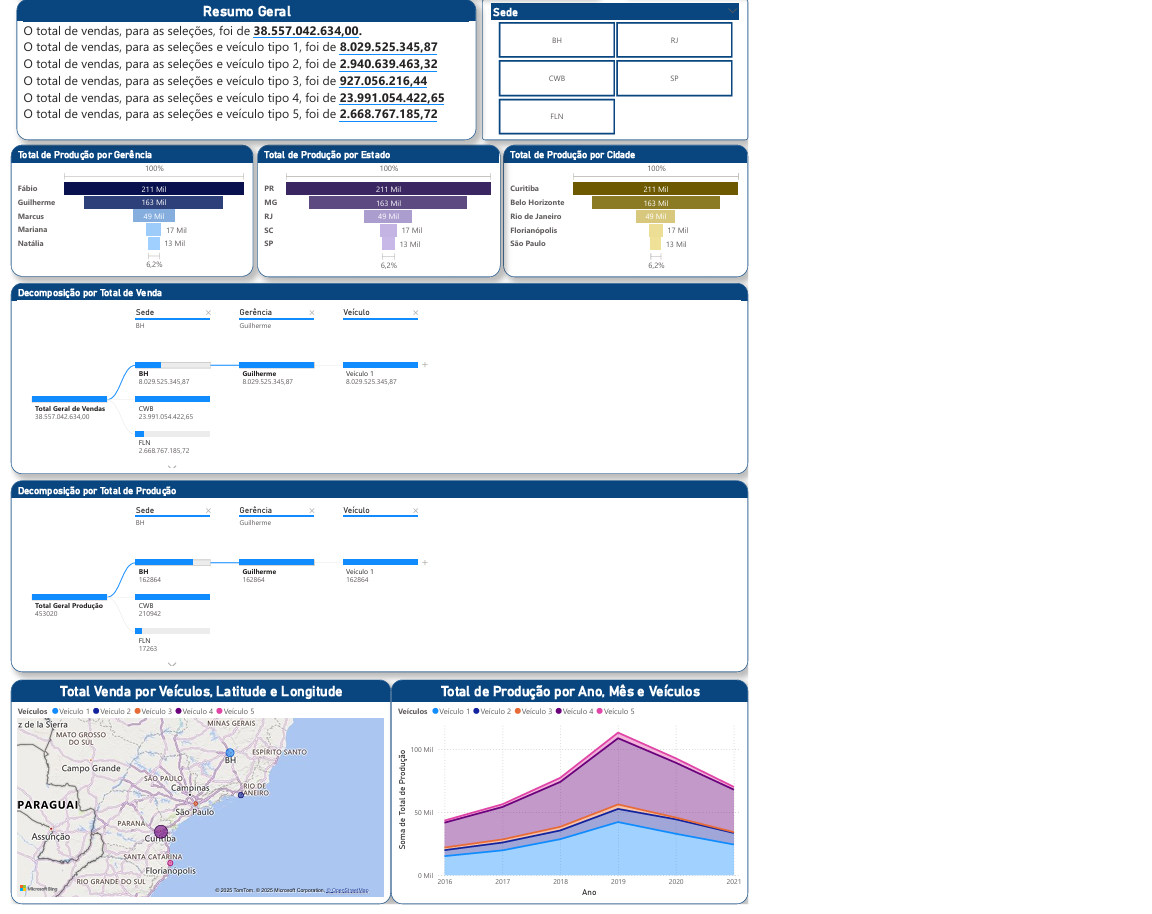 Resumo Geral
O total de vendas, para as seleções, foi de 38.557.042.634,00.
O total de vendas, para as seleções e veículo tipo 1, foi de 8.029.525.345,87
O total de vendas, para as seleções e veículo tipo 2, foi de 2.940.639.463,32
O total de vendas, para as seleções e veículo tipo 3, foi de 927.056.216,44
O total de vendas, para as seleções e veículo tipo 4, foi de 23.991.054.422,65
O total de vendas, para as seleções e veículo tipo 5, foi de 2.668.767.185,72
Sede
BH RJ
CWB SP
FLN
Total de Produção por Gerência
100%
Fábio 211 Mil
Guilherme 163 Mil
Marcus 49 Mil
Mariana 17 Mil
Natália 13 Mil
6,2%
Total de Produção por Estado
100%
PR 211 Mil
MG 163 Mil
RJ 49 Mil
SC 17 Mil
SP 13 Mil
6,2%
Total de Produção por Cidade
100%
Curitiba 211 Mil
Belo Horizonte 163 Mil
Rio de Janeiro 49 Mil
Florianópolis 17 Mil
São Paulo 13 Mil
6,2%
Decomposição por Total de Venda
Sede Gerência Veículo
BH Guilherme
BH Guilherme Veiculo 1
8.029.525.345,87 8.029.525.345,87 8.029.525.345,87
Total Geral de Vendas CWB
38.557.042.634,00 23.991.054.422,65
FLN
2.668.767.185,72
Decomposição por Total de Produção
Sede Gerência Veículo
BH Guilherme
BH Guilherme Veiculo 1
162864 162864 162864
Total Geral Produção CWB
453020 210942
FLN
17263
Total Venda por Veículos, Latitude e Longitude
Veículos Veiculo 1 Veiculo 2 Veiculo 3 Veiculo 4 Veiculo 5
z de la Sierra
MINAS GERAIS
MATO GROSSO
DO SUL
ESPÍRITO SANTO
BH
Campo Grande
SÃO PAULO
Campinas
RIO DE
JANEIRO
PARAGUAI
São Paulo
PARANÁ
Assunção
Curitiba
SANTA CATARINA
Florianópolis
RIO GRANDE DO SUL
Microsoft Bing
© 2025 TomTom, © 2025 Microsoft Corporation, © OpenStreetMap
Total de Produção por Ano, Mês e Veículos
Veículos Veiculo 1 Veiculo 2 Veiculo 3 Veiculo 4 Veiculo 5
Soma de Total de Produção
100 Mil
50 Mil
0 Mil
2016 2017 2018 2019 2020 2021
Ano